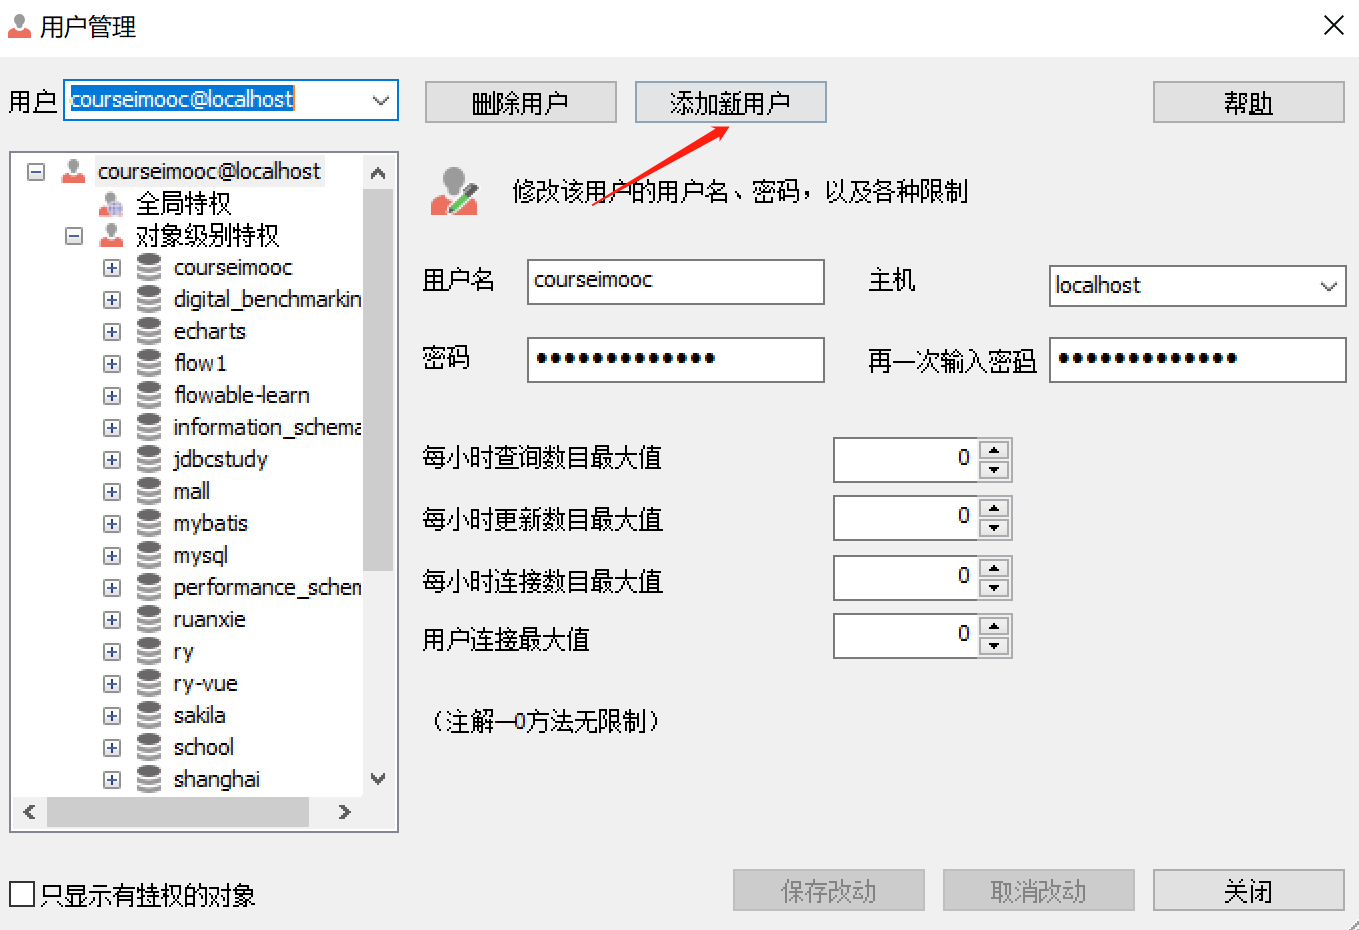 用户管理
用户 courseimooc@localhost 删除用户 添加新用户 帮助
courseimooc@localhost
全局特权
对象级别特权
courseimooc
digital_benchmarkin
echarts
flow1
flowable-learn
information_schema
jdbcstudy
mall
mybatis
mysql
performance_schem
ruanxie
ry
ry-vue
sakila
school
shanghai
修改该用户的用户名、密码，以及各种限制
用户名 courseimooc 主机 localhost
密码 ●●●●●●●●●●●●● 再一次输入密码 ●●●●●●●●●●●●●
每小时查询数目最大值 0
每小时更新数目最大值 0
每小时连接数目最大值 0
用户连接最大值 0
（注解—0方法无限制）
只显示有特权的对象 保存改动 取消改动 关闭